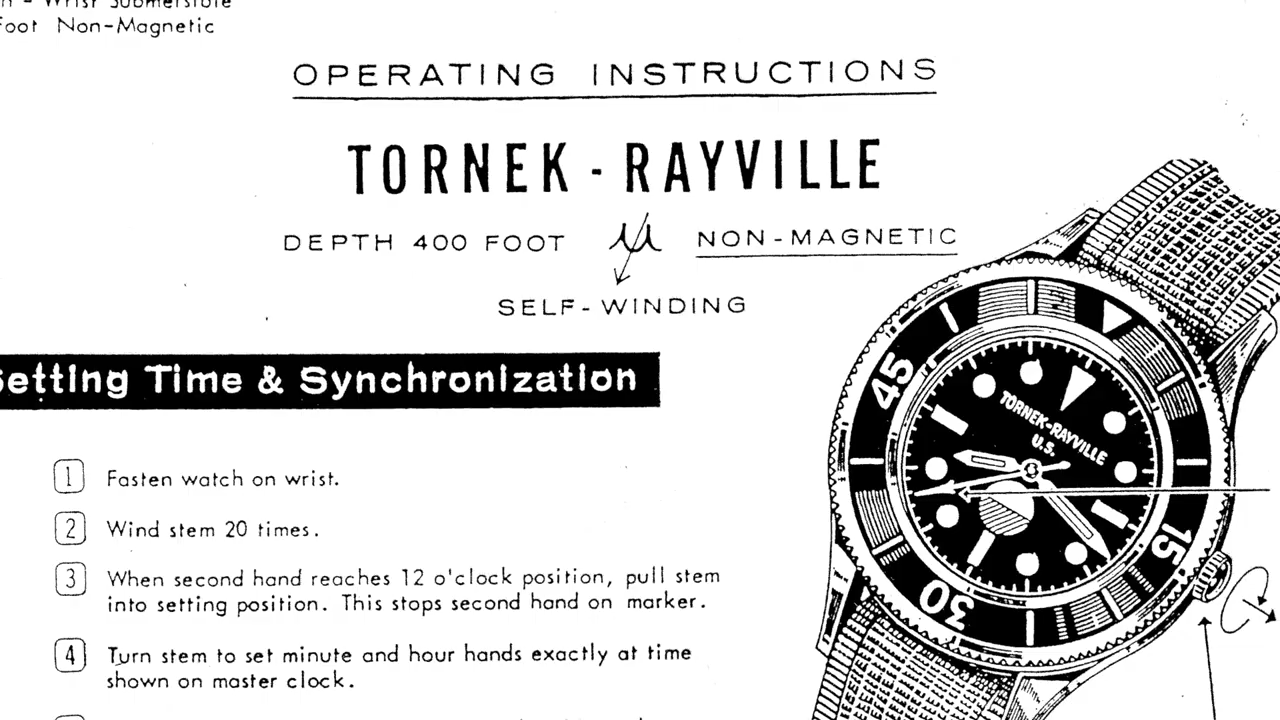 Wrist Submersible
Foot Non-Magnetic
OPERATING INSTRUCTIONS
TORNEK - RAYVILLE
DEPTH 400 FOOT
NON-MAGNETIC
SELF-WINDING
Setting Time & Synchronization
1 Fasten watch on wrist.
2 Wind stem 20 times.
3 When second hand reaches 12 o'clock position, pull stem
into setting position. This stops second hand on marker.
4 Turn stem to set minute and hour hands exactly at time
shown on master clock.
45
TORNEK-RAYVILLE
U.S.
15
30